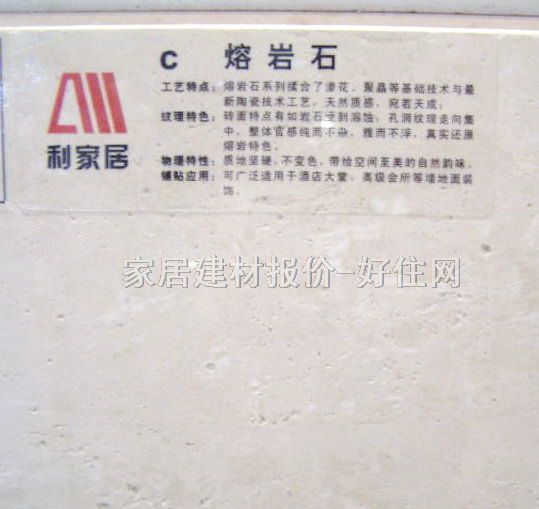 C 熔岩石
工艺特点：熔岩石系列揉合了渗花、聚晶等基础技术与最
新陶瓷技术工艺，天然质感，宛若天成；
纹理特色：砖面特点有如岩石受到溶蚀，孔洞纹理走向集
中，整体官感纯而不杂，雅而不浮，真实还原
熔岩特色。
物理特性：质地坚硬，不变色，带给空间至美的自然韵味。
铺贴应用：可广泛适用于酒店大堂、高级会所等墙地面装
饰。
利家居
家居建材报价-好住网